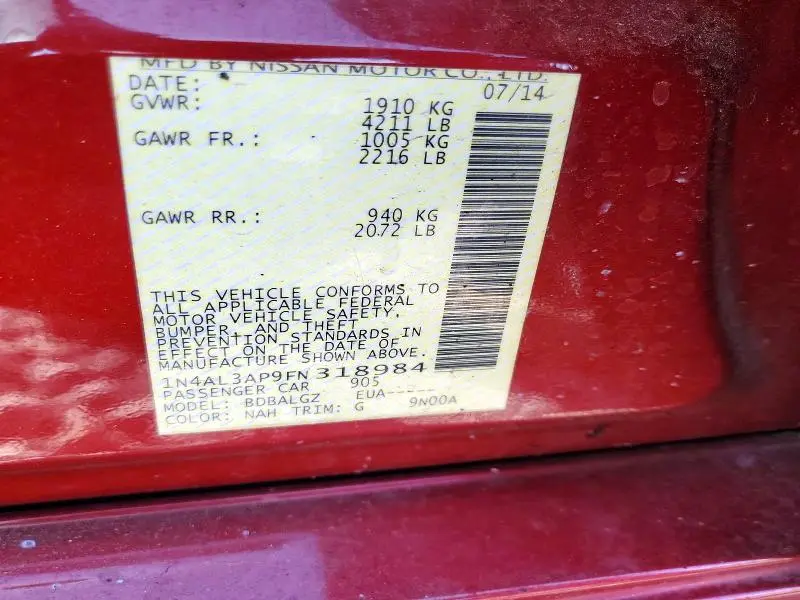 MFD BY NISSAN MOTOR CO., LTD.
DATE: 07/14
GVWR: 1910 KG
4211 LB
GAWR FR.: 1005 KG
2216 LB
GAWR RR.: 940 KG
2072 LB
THIS VEHICLE CONFORMS TO
ALL APPLICABLE FEDERAL
MOTOR VEHICLE SAFETY,
BUMPER, AND THEFT
PREVENTION STANDARDS IN
EFFECT ON THE DATE OF
MANUFACTURE SHOWN ABOVE.
1N4AL3AP9FN318984
PASSENGER CAR 905
MODEL: BDBALGZ EUA-----
COLOR: NAH TRIM: G 9N00A